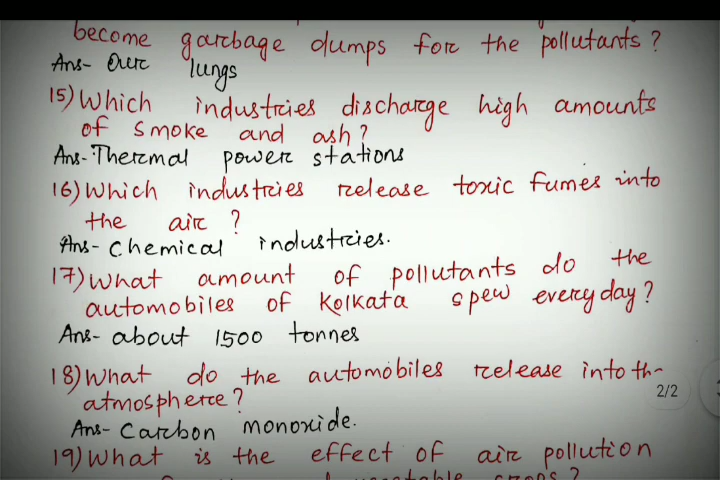 become garbage dumps for the pollutants?
Ans- Our lungs
15) Which industries discharge high amounts
of smoke and ash?
Ans- Thermal power stations
16) Which industries release toxic fumes into
the air?
Ans- Chemical industries.
17) What amount of pollutants do the
automobiles of Kolkata spew everyday?
Ans- about 1500 tonnes
18) What do the automobiles release into th
2/2
atmosphere?
Ans- Carbon monoxide.
19) What is the effect of air pollution
crops?